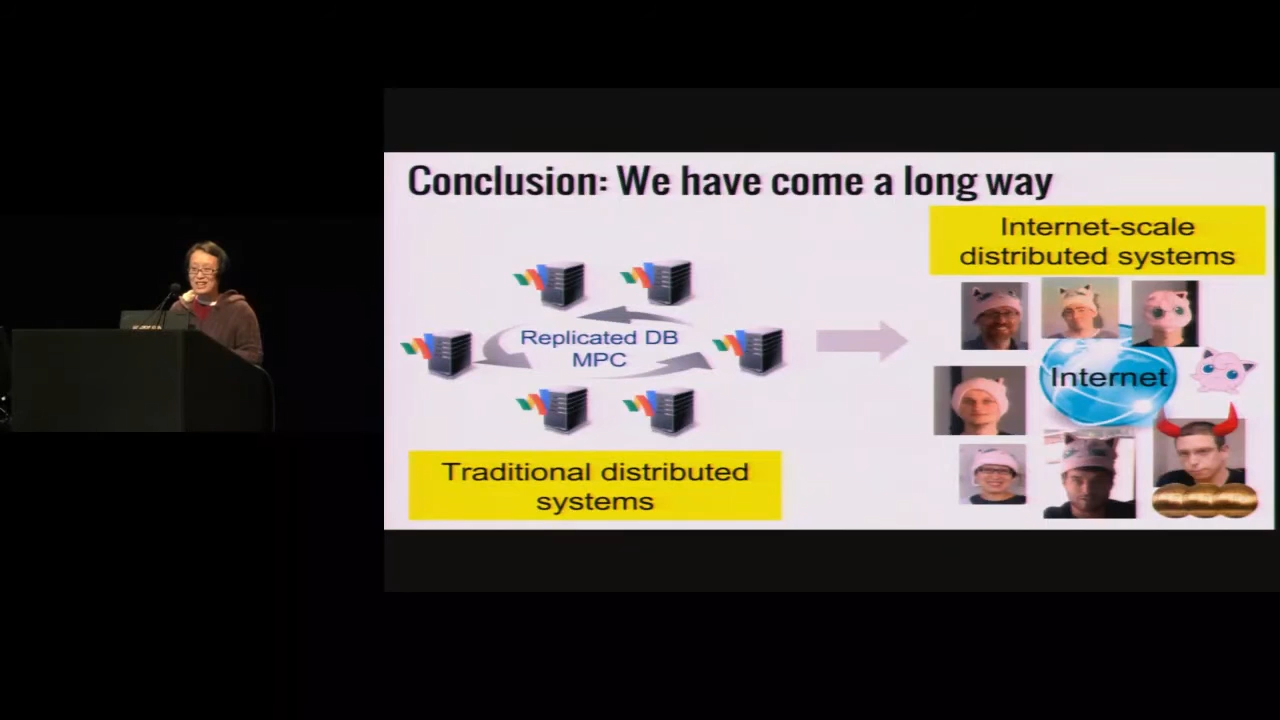 Conclusion: We have come a long way
Internet-scale
distributed systems
Replicated DB
MPC
Internet
Traditional distributed
systems